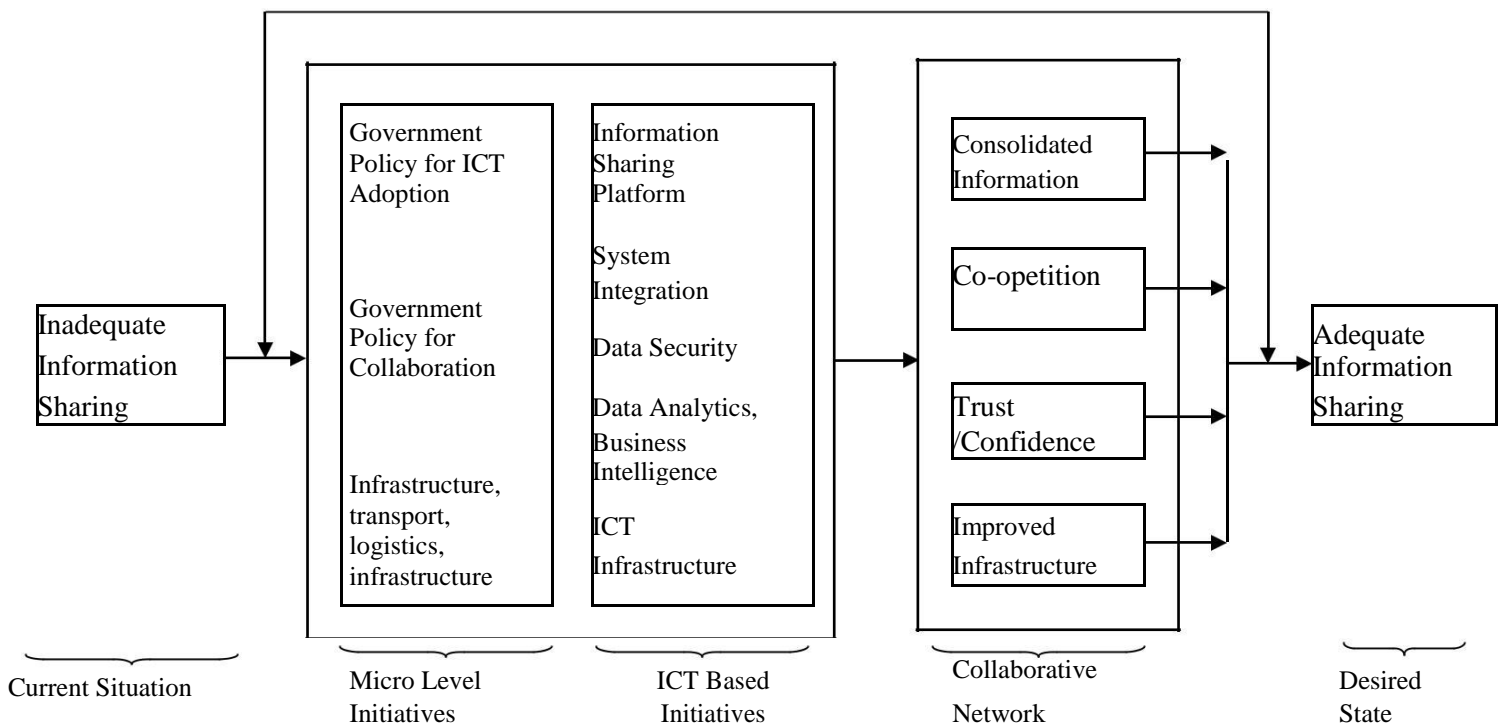 Inadequate
Information
Sharing
Government
Policy for ICT
Adoption
Government
Policy for
Collaboration
Infrastructure,
transport,
logistics,
infrastructure
Information
Sharing
Platform
System
Integration
Data Security
Data Analytics,
Business
Intelligence
ICT
Infrastructure
Consolidated
Information
Co-opetition
Trust
/Confidence
Improved
Infrastructure
Adequate
Information
Sharing
Current Situation
Micro Level
Initiatives
ICT Based
Initiatives
Collaborative
Network
Desired
State